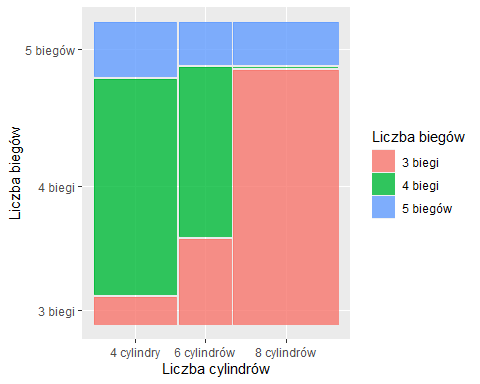 5 biegów
4 biegi
3 biegi
Liczba biegów
4 cylindry
6 cylindrów
8 cylindrów
Liczba cylindrów
Liczba biegów
3 biegi
4 biegi
5 biegów